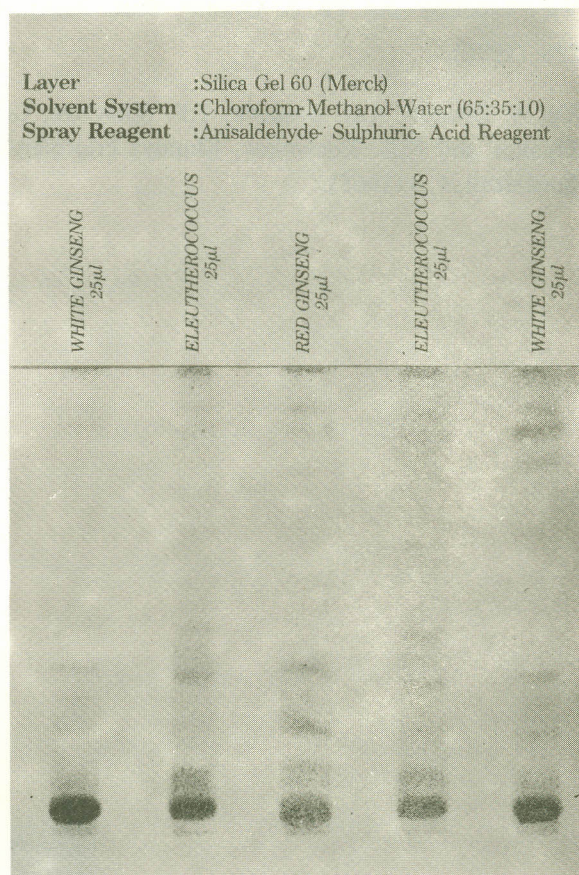 Layer :Silica Gel 60 (Merck)
Solvent System :Chloroform-Methanol-Water (65:35:10)
Spray Reagent :Anisaldehyde- Sulphuric- Acid Reagent
WHITE GINSENG
25µl
ELEUTHEROCOCCUS
25µl
RED GINSENG
25µl
ELEUTHEROCOCCUS
25µl
WHITE GINSENG
25µl